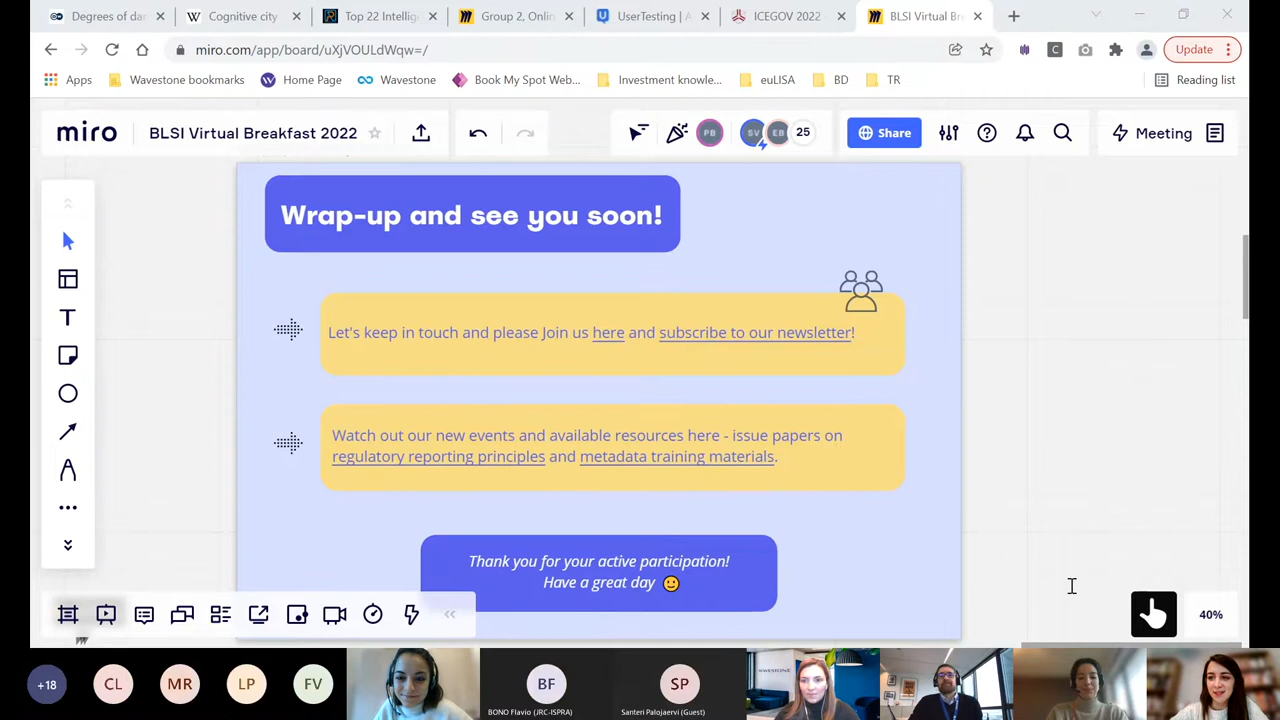 Degrees of da
Cognitive city
Top 22 Intellige
Group 2, Onlin
UserTesting | A
ICEGOV 2022
BLSI Virtual Bre
miro.com/app/board/uXjVOULdWqw=/
Update
Apps
Wavestone bookmarks
Home Page
Wavestone
Book My Spot Web...
Investment knowle...
euLISA
BD
TR
Reading list
miro
BLSI Virtual Breakfast 2022
PB
SV
EB
25
Share
Meeting
Wrap-up and see you soon!
Let's keep in touch and please Join us here and subscribe to our newsletter!
Watch out our new events and available resources here - issue papers on
regulatory reporting principles and metadata training materials.
Thank you for your active participation!
Have a great day
40%
+18
CL
MR
LP
FV
BF
BONO Flavio (JRC-ISPRA)
SP
Santeri Palojaervi (Guest)